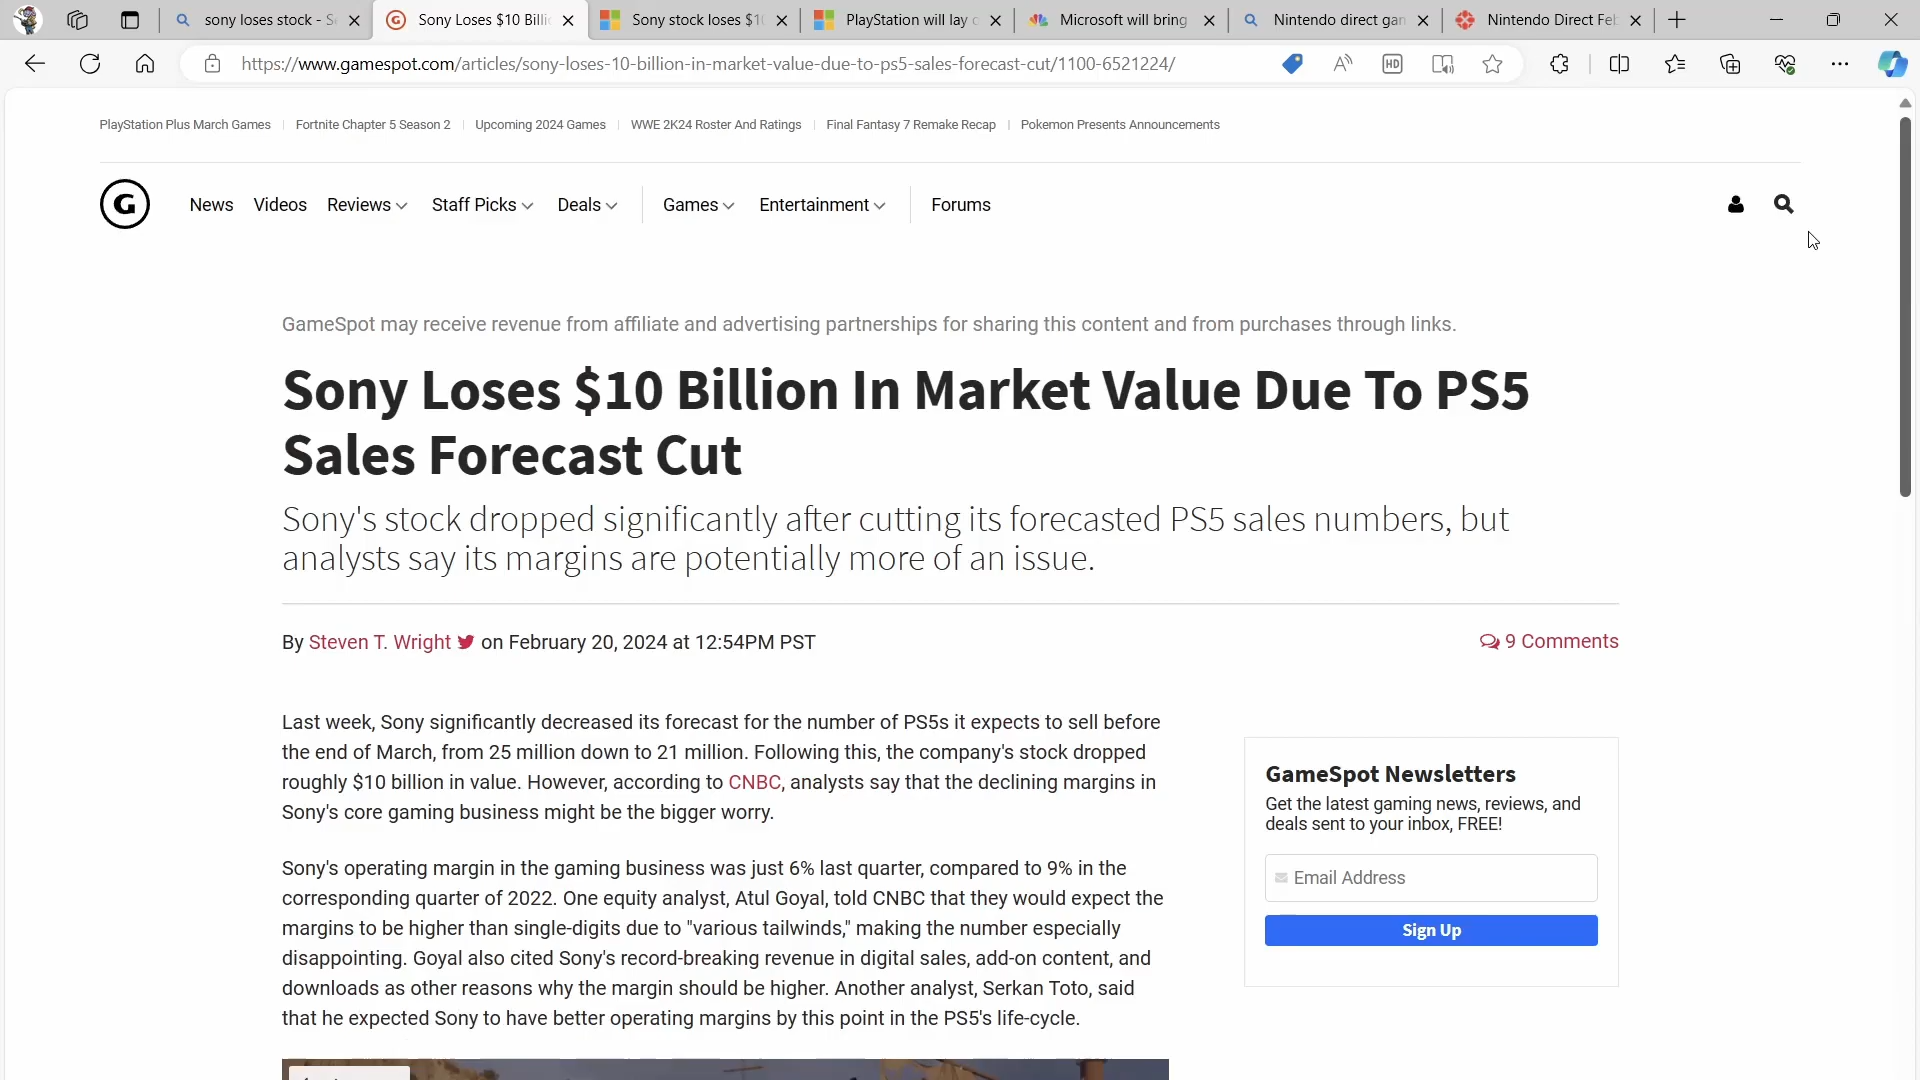 sony loses stock - Se
Sony Loses $10 Billi
Sony stock loses $10
PlayStation will lay o
Microsoft will bring
Nintendo direct gam
Nintendo Direct Feb
https://www.gamespot.com/articles/sony-loses-10-billion-in-market-value-due-to-ps5-sales-forecast-cut/1100-6521224/
HD
PlayStation Plus March Games
Fortnite Chapter 5 Season 2
Upcoming 2024 Games
WWE 2K24 Roster And Ratings
Final Fantasy 7 Remake Recap
Pokemon Presents Announcements
G
News
Videos
Reviews
Staff Picks
Deals
Games
Entertainment
Forums
GameSpot may receive revenue from affiliate and advertising partnerships for sharing this content and from purchases through links.
Sony Loses $10 Billion In Market Value Due To PS5
Sales Forecast Cut
Sony's stock dropped significantly after cutting its forecasted PS5 sales numbers, but
analysts say its margins are potentially more of an issue.
By Steven T. Wright on February 20, 2024 at 12:54PM PST
9 Comments
Last week, Sony significantly decreased its forecast for the number of PS5s it expects to sell before
the end of March, from 25 million down to 21 million. Following this, the company's stock dropped
roughly $10 billion in value. However, according to CNBC, analysts say that the declining margins in
Sony's core gaming business might be the bigger worry.
Sony's operating margin in the gaming business was just 6% last quarter, compared to 9% in the
corresponding quarter of 2022. One equity analyst, Atul Goyal, told CNBC that they would expect the
margins to be higher than single-digits due to "various tailwinds," making the number especially
disappointing. Goyal also cited Sony's record-breaking revenue in digital sales, add-on content, and
downloads as other reasons why the margin should be higher. Another analyst, Serkan Toto, said
that he expected Sony to have better operating margins by this point in the PS5's life-cycle.
GameSpot Newsletters
Get the latest gaming news, reviews, and
deals sent to your inbox, FREE!
Email Address
Sign Up